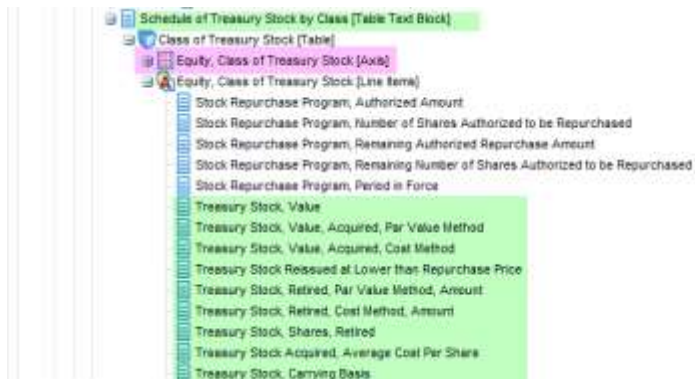 Schedule of Treasury Stock by Class [Table Text Block]
Class of Treasury Stock [Table]
Equity, Class of Treasury Stock [Axis]
Equity, Class of Treasury Stock [Line Items]
Stock Repurchase Program, Authorized Amount
Stock Repurchase Program, Number of Shares Authorized to be Repurchased
Stock Repurchase Program, Remaining Authorized Repurchase Amount
Stock Repurchase Program, Remaining Number of Shares Authorized to be Repurchased
Stock Repurchase Program, Period in Force
Treasury Stock, Value
Treasury Stock, Value, Acquired, Par Value Method
Treasury Stock, Value, Acquired, Cost Method
Treasury Stock Reissued at Lower than Repurchase Price
Treasury Stock, Retired, Par Value Method, Amount
Treasury Stock, Retired, Cost Method, Amount
Treasury Stock, Shares, Retired
Treasury Stock Acquired, Average Cost Per Share
Treasury Stock, Carrying Basis